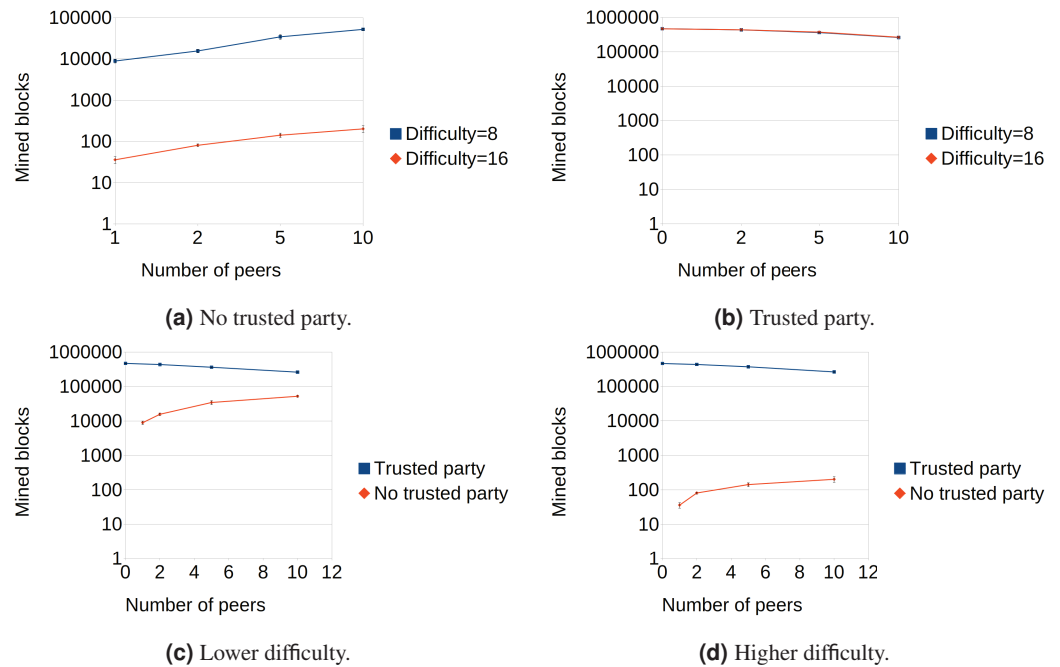 100000
10000
1000
100
10
1
Mined blocks
1 2 5 10
Number of peers
Difficulty=8
Difficulty=16
(a) No trusted party.
1000000
100000
10000
1000
100
10
1
Mined blocks
0 2 5 10
Number of peers
Difficulty=8
Difficulty=16
(b) Trusted party.
1000000
100000
10000
1000
100
10
1
Mined blocks
0 2 4 6 8 10 12
Number of peers
Trusted party
No trusted party
(c) Lower difficulty.
1000000
100000
10000
1000
100
10
1
Mined blocks
0 2 4 6 8 10 12
Number of peers
Trusted party
No trusted party
(d) Higher difficulty.